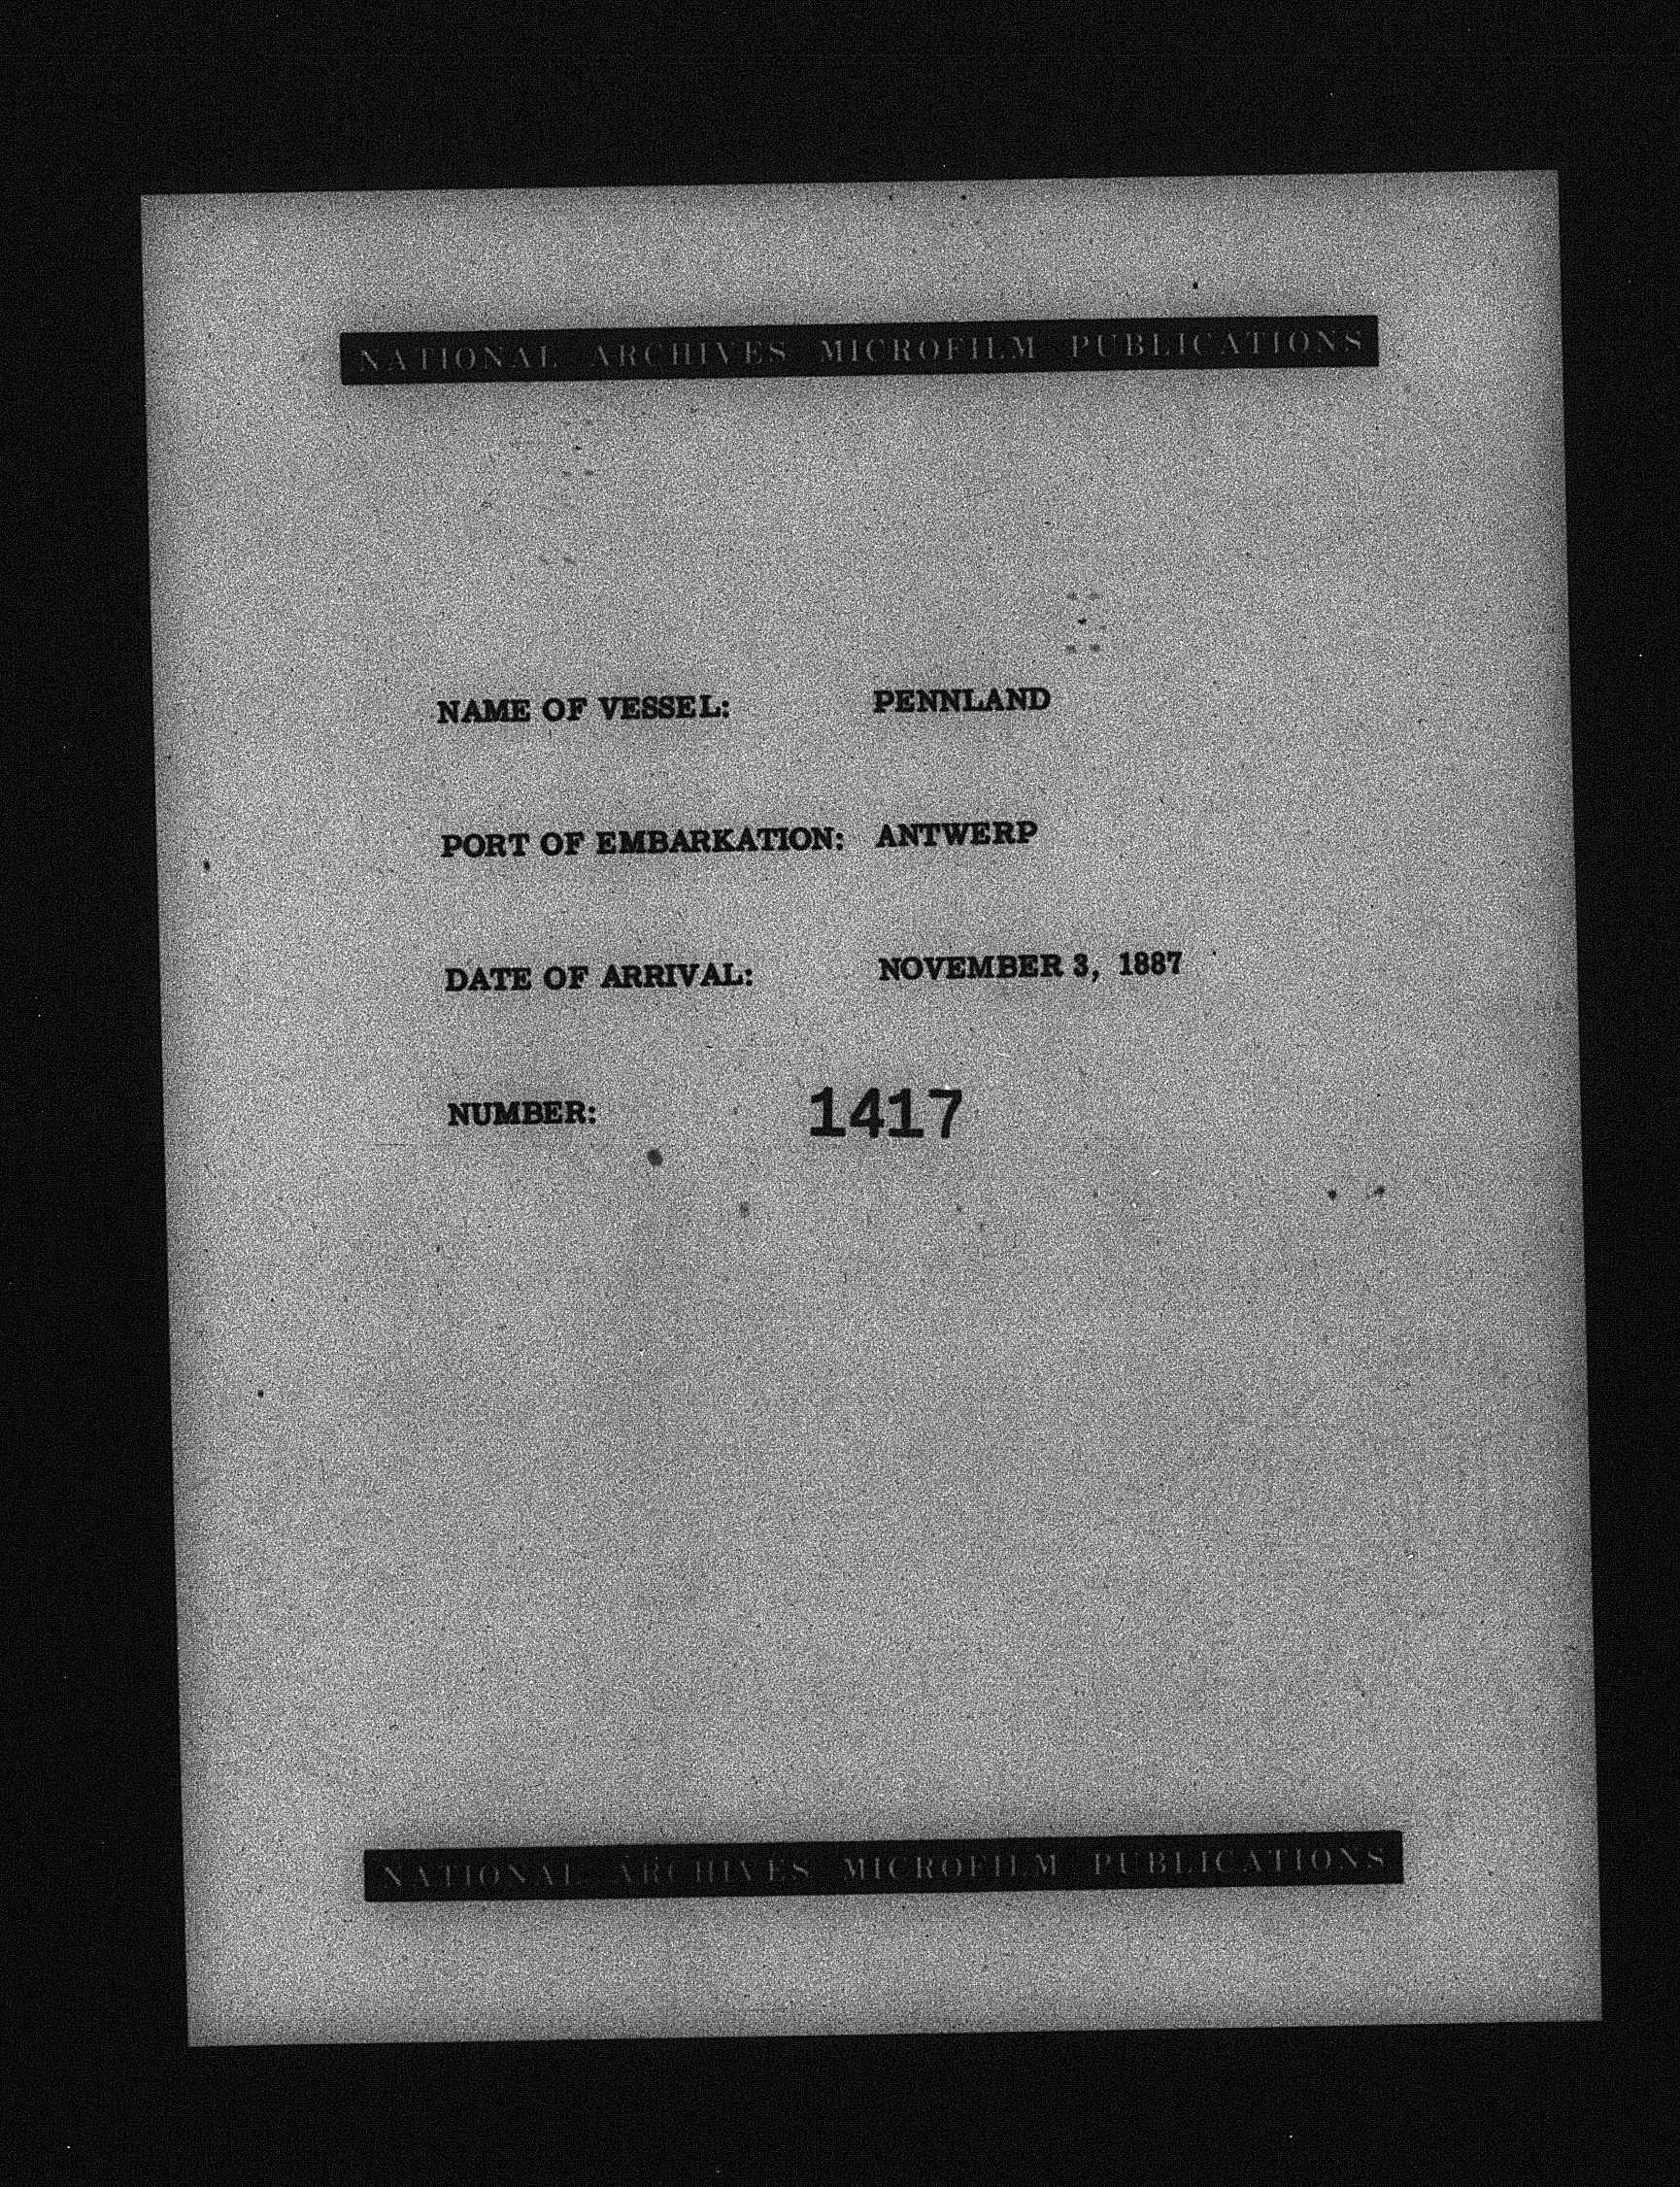 NATIONAL ARCHIVES MICROFILM PUBLICATIONS
NAME OF VESSEL: PENNLAND
PORT OF EMBARKATION: ANTWERP
DATE OF ARRIVAL: NOVEMBER 3, 1887
NUMBER: 1417
NATIONAL ARCHIVES MICROFILM PUBLICATIONS